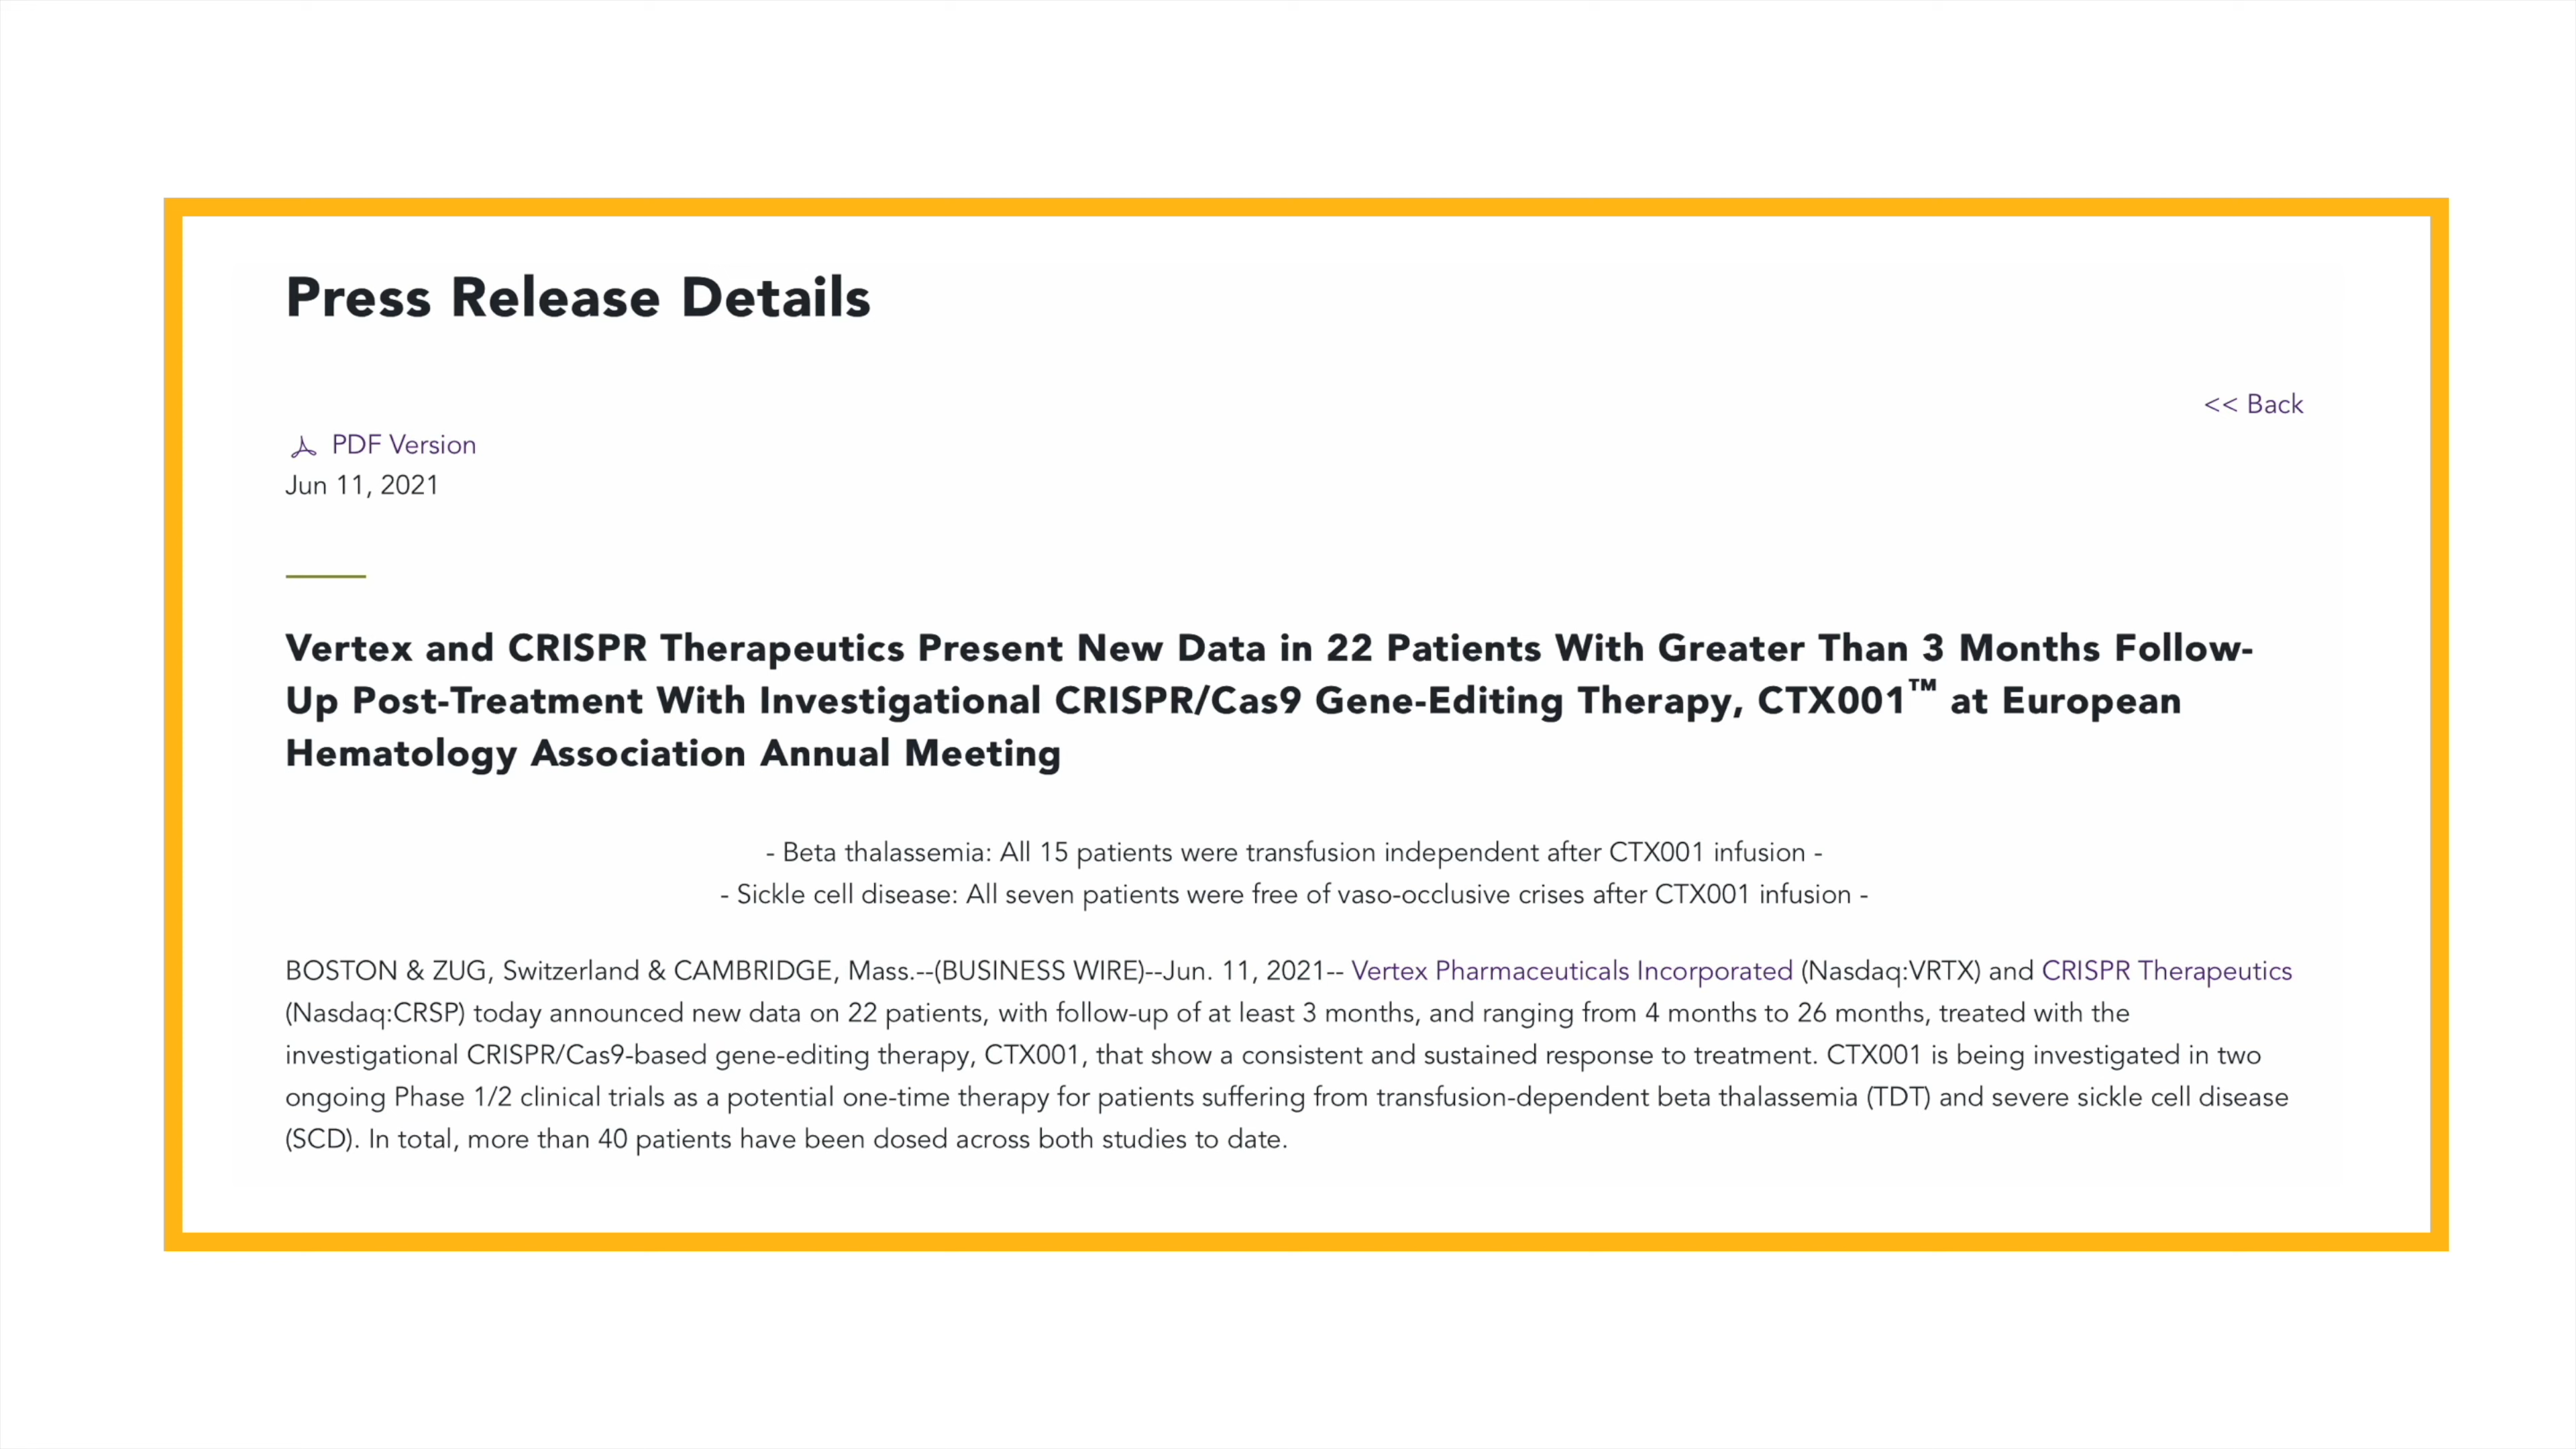 Press Release Details
<< Back
PDF Version
Jun 11, 2021
Vertex and CRISPR Therapeutics Present New Data in 22 Patients With Greater Than 3 Months Follow-
Up Post-Treatment With Investigational CRISPR/Cas9 Gene-Editing Therapy, CTX001™ at European
Hematology Association Annual Meeting
- Beta thalassemia: All 15 patients were transfusion independent after CTX001 infusion -
- Sickle cell disease: All seven patients were free of vaso-occlusive crises after CTX001 infusion -
BOSTON & ZUG, Switzerland & CAMBRIDGE, Mass.--(BUSINESS WIRE)--Jun. 11, 2021-- Vertex Pharmaceuticals Incorporated (Nasdaq:VRTX) and CRISPR Therapeutics
(Nasdaq:CRSP) today announced new data on 22 patients, with follow-up of at least 3 months, and ranging from 4 months to 26 months, treated with the
investigational CRISPR/Cas9-based gene-editing therapy, CTX001, that show a consistent and sustained response to treatment. CTX001 is being investigated in two
ongoing Phase 1/2 clinical trials as a potential one-time therapy for patients suffering from transfusion-dependent beta thalassemia (TDT) and severe sickle cell disease
(SCD). In total, more than 40 patients have been dosed across both studies to date.